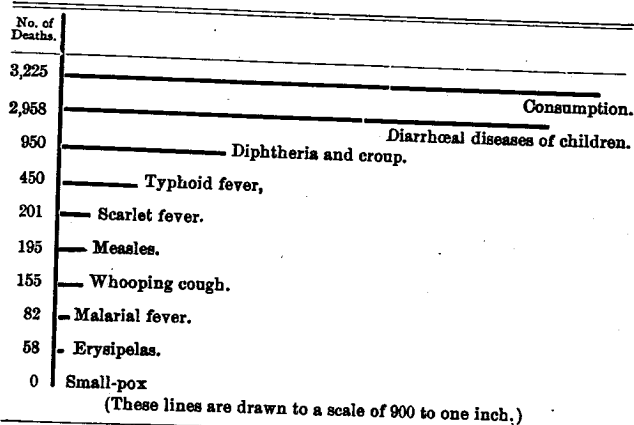 No. of
Deaths.
3,225
Consumption.
2,958
Diarrhœal diseases of children.
950 Diphtheria and croup.
450 Typhoid fever,
201 Scarlet fever.
195 Measles.
155 Whooping cough.
82 Malarial fever.
58 Erysipelas.
0 Small-pox
(These lines are drawn to a scale of 900 to one inch.)